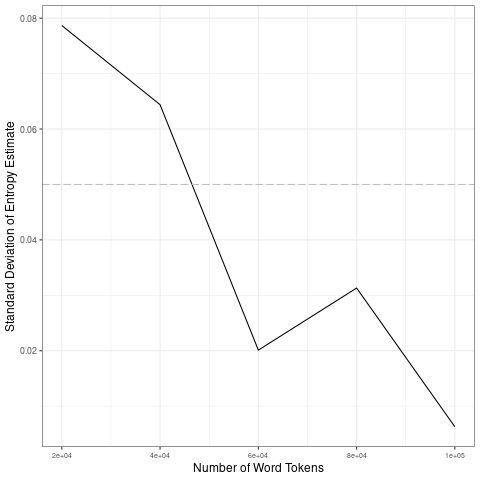 0.08
0.06
0.04
0.02
Standard Deviation of Entropy Estimate
2e+04 4e+04 6e+04 8e+04 1e+05
Number of Word Tokens